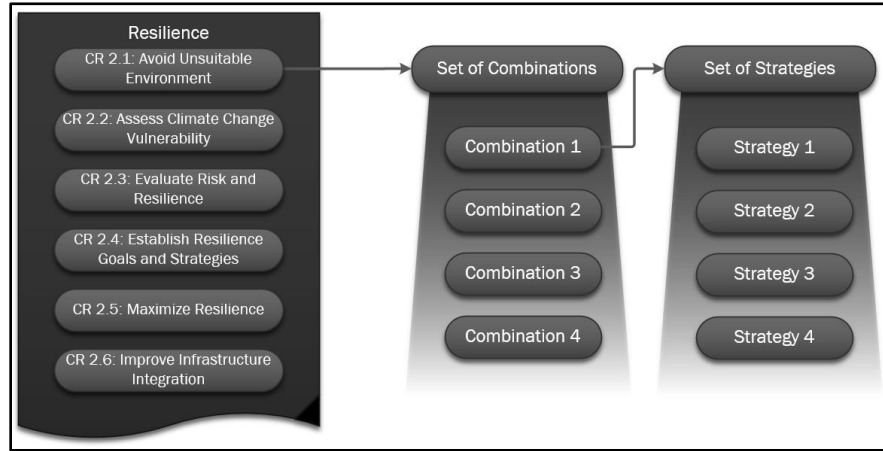 Resilience
CR 2.1: Avoid Unsuitable
Environment
CR 2.2: Assess Climate Change
Vulnerability
CR 2.3: Evaluate Risk and
Resilience
CR 2.4: Establish Resilience
Goals and Strategies
CR 2.5: Maximize Resilience
CR 2.6: Improve Infrastructure
Integration
Set of Combinations
Combination 1
Combination 2
Combination 3
Combination 4
Set of Strategies
Strategy 1
Strategy 2
Strategy 3
Strategy 4